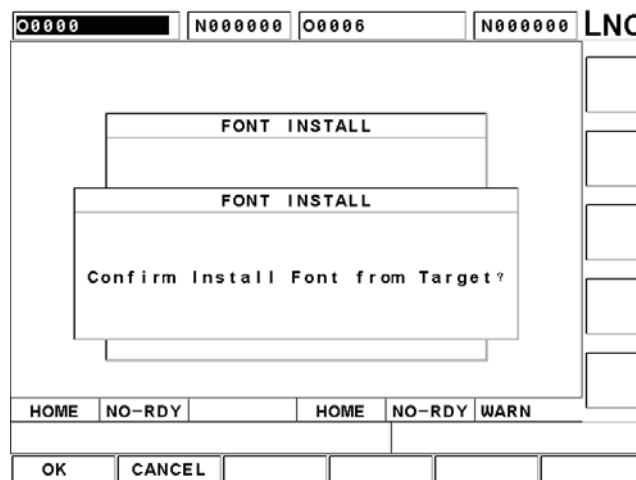 O0000 N000000 O0006 N000000 LNC
FONT INSTALL
FONT INSTALL
Confirm Install Font from Target?
HOME NO-RDY HOME NO-RDY WARN
OK CANCEL